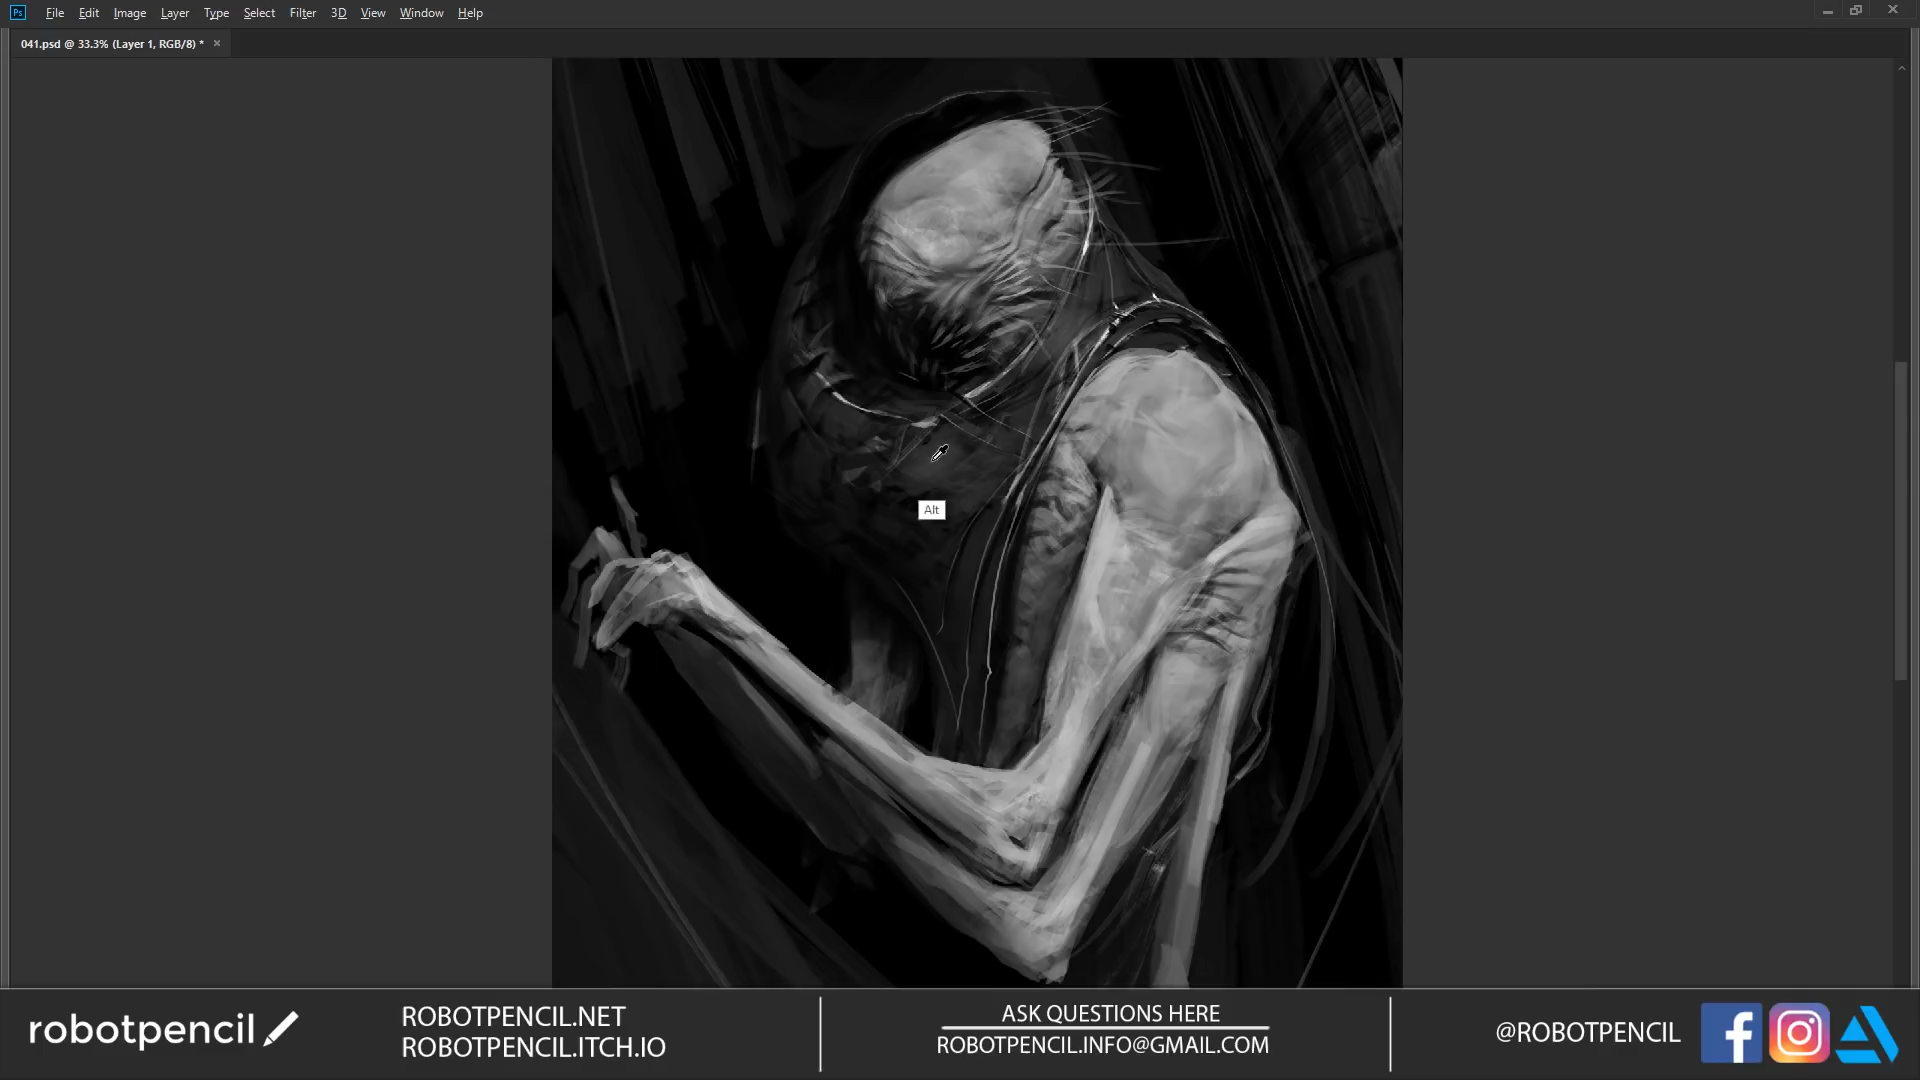 Ps File Edit Image Layer Type Select Filter 3D View Window Help
041.psd @ 33.3% (Layer 1, RGB/8) *
Alt
robotpencil
ROBOTPENCIL.NET
ROBOTPENCIL.ITCH.IO
ASK QUESTIONS HERE
ROBOTPENCIL.INFO@GMAIL.COM
@ROBOTPENCIL